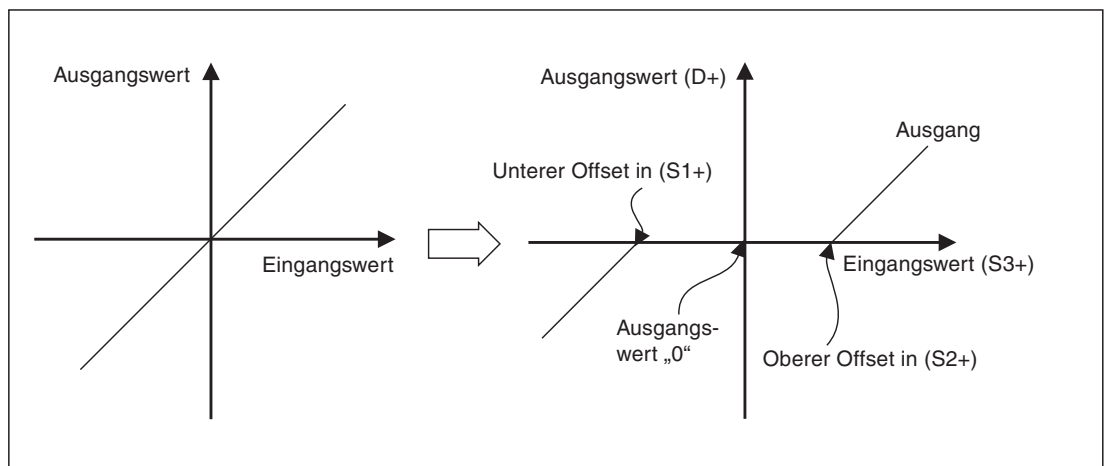 Ausgangswert
Eingangswert
Ausgangswert (D+)
Ausgang
Unterer Offset in (S1+)
Eingangswert (S3+)
Ausgangs-
wert „0“
Oberer Offset in (S2+)